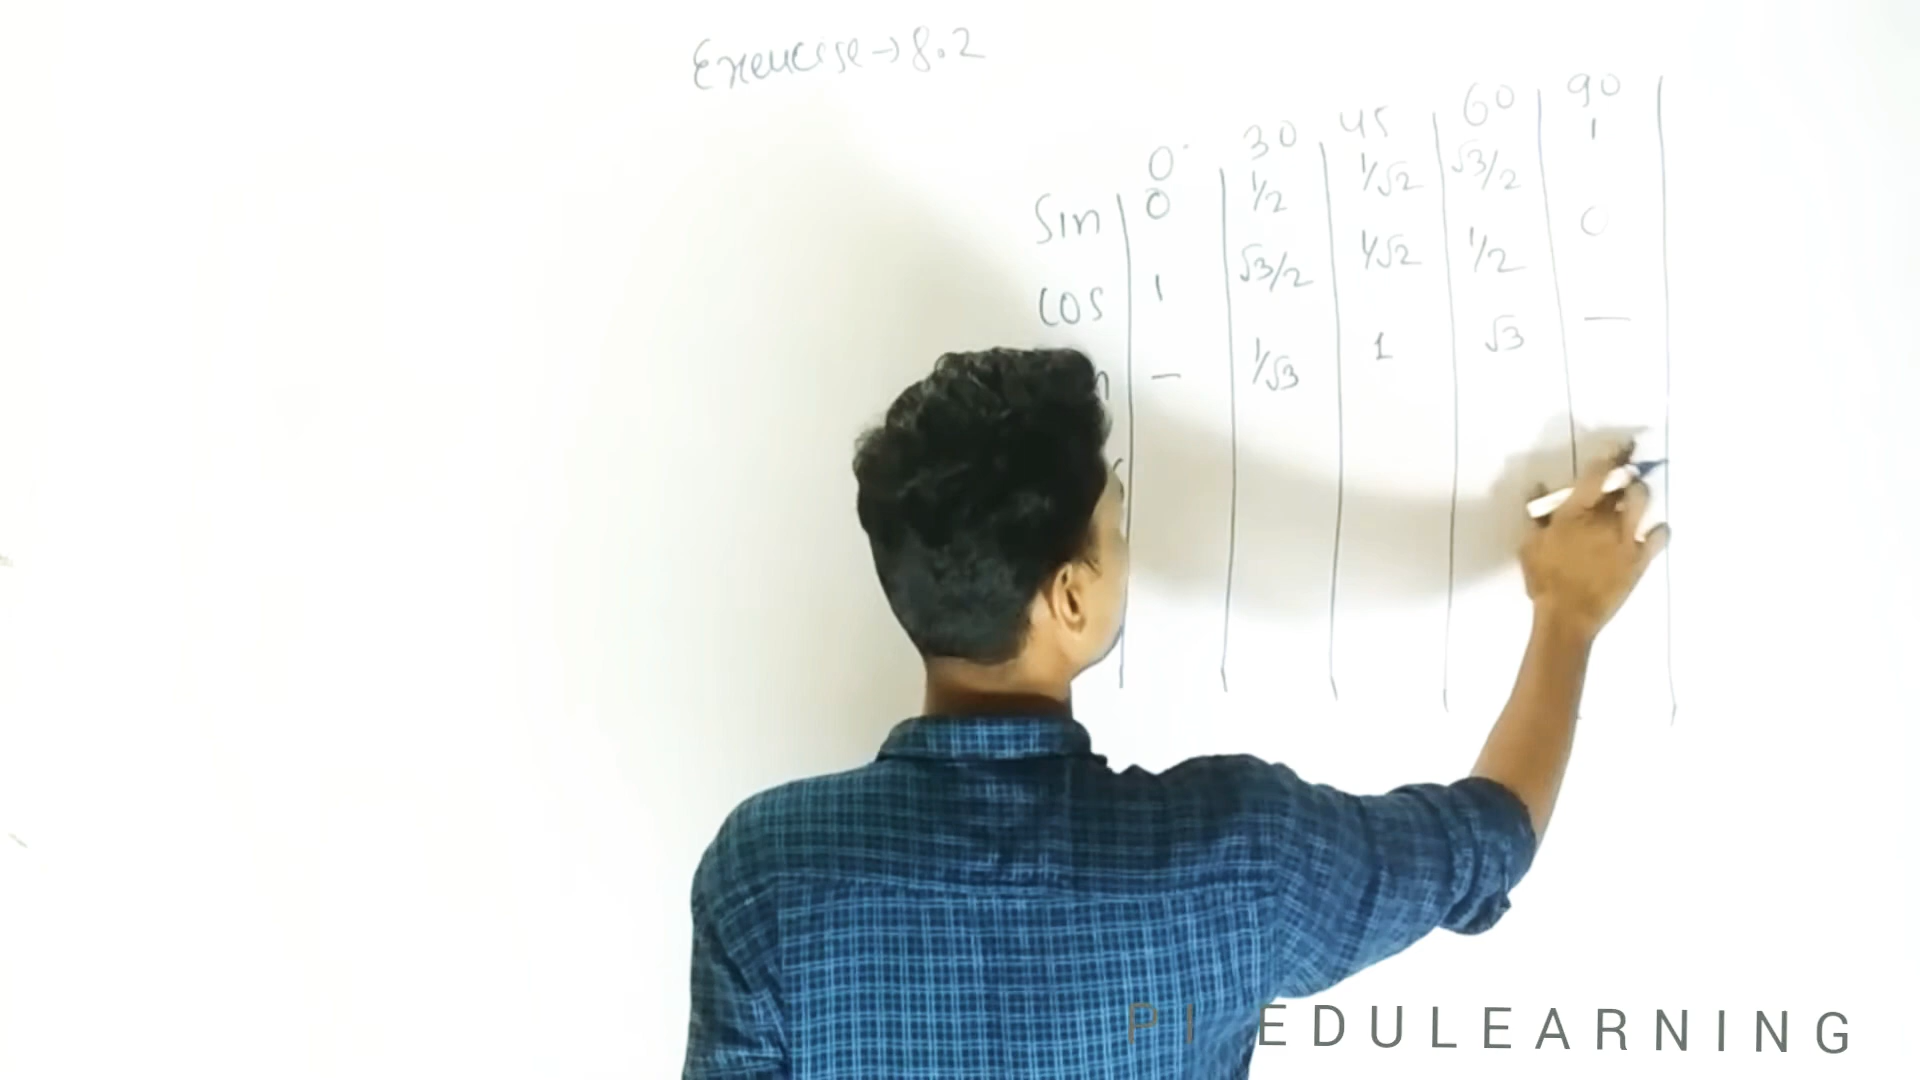 Exercise → 8.2
0° 30 45 60 90
Sin 0 1/2 1/√2 √3/2 1
COS 1 √3/2 1/√2 1/2 0
n — 1/√3 1 √3 —
PI EDULEARNING